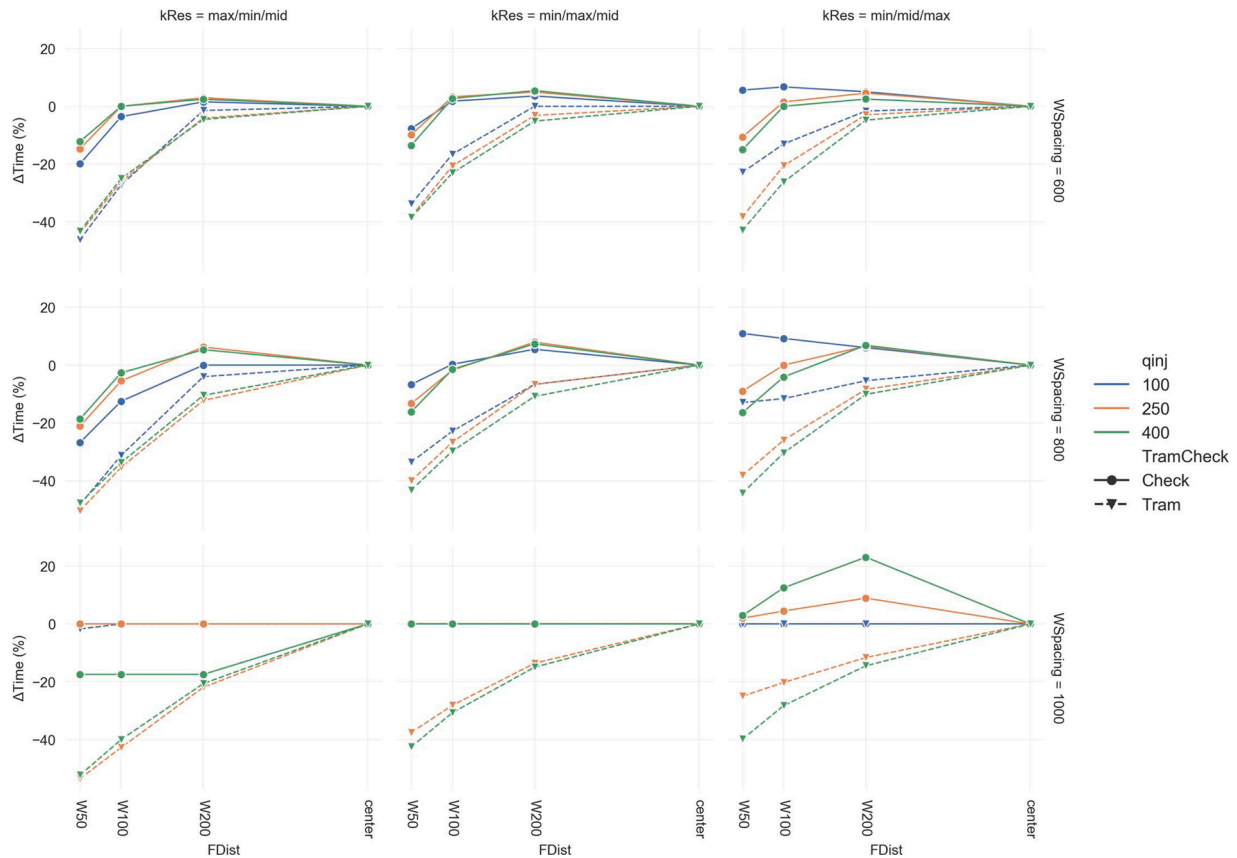 kRes = max/min/mid
kRes = min/max/mid
kRes = min/mid/max
20
0
−20
−40
ΔTime (%)
WSpacing = 600
20
0
−20
−40
ΔTime (%)
WSpacing = 800
20
0
−20
−40
ΔTime (%)
WSpacing = 1000
W50
W100
W200
center
FDist
W50
W100
W200
center
FDist
W50
W100
W200
center
FDist
qinj
100
250
400
TramCheck
Check
Tram